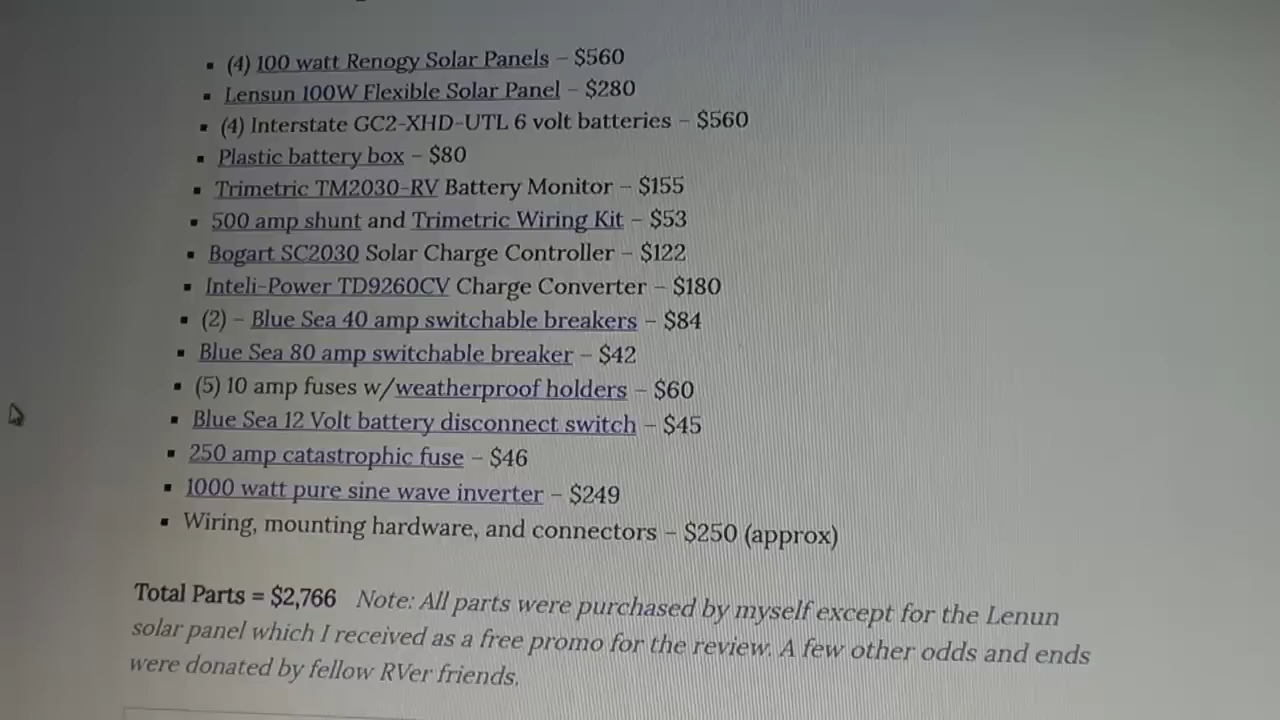 (4) 100 watt Renogy Solar Panels – $560
Lensun 100W Flexible Solar Panel – $280
(4) Interstate GC2-XHD-UTL 6 volt batteries – $560
Plastic battery box – $80
Trimetric TM2030-RV Battery Monitor – $155
500 amp shunt and Trimetric Wiring Kit – $53
Bogart SC2030 Solar Charge Controller – $122
Inteli-Power TD9260CV Charge Converter – $180
(2) – Blue Sea 40 amp switchable breakers – $84
Blue Sea 80 amp switchable breaker – $42
(5) 10 amp fuses w/weatherproof holders – $60
Blue Sea 12 Volt battery disconnect switch – $45
250 amp catastrophic fuse – $46
1000 watt pure sine wave inverter – $249
Wiring, mounting hardware, and connectors – $250 (approx)
Total Parts = $2,766 Note: All parts were purchased by myself except for the Lenun
solar panel which I received as a free promo for the review. A few other odds and ends
were donated by fellow RVer friends.